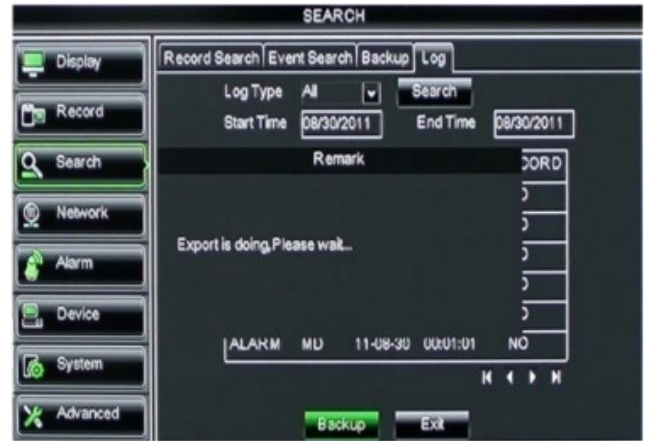 SEARCH
Display
Record
Search
Network
Alarm
Device
System
Advanced
Record Search Event Search Backup Log
Log Type All Search
Start Time 08/30/2011 End Time 08/30/2011
Remark
Export is doing,Please wait...
ALARM MD 11-08-30 00:01:01 NO
Backup Exit